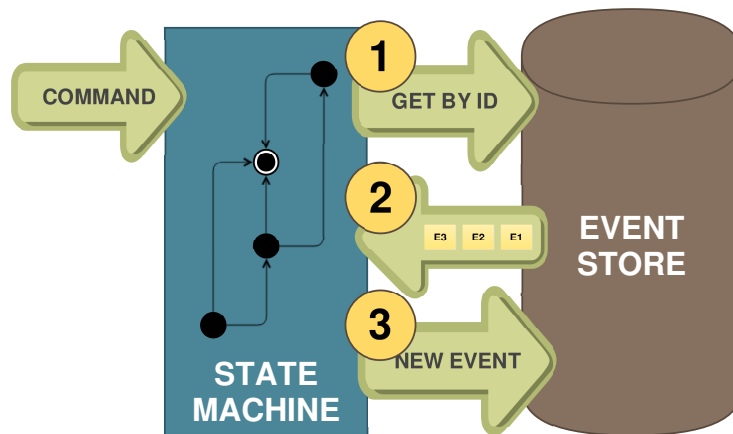 1
COMMAND
GET BY ID
2
E3 E2 E1
EVENT
STORE
3
NEW EVENT
STATE
MACHINE